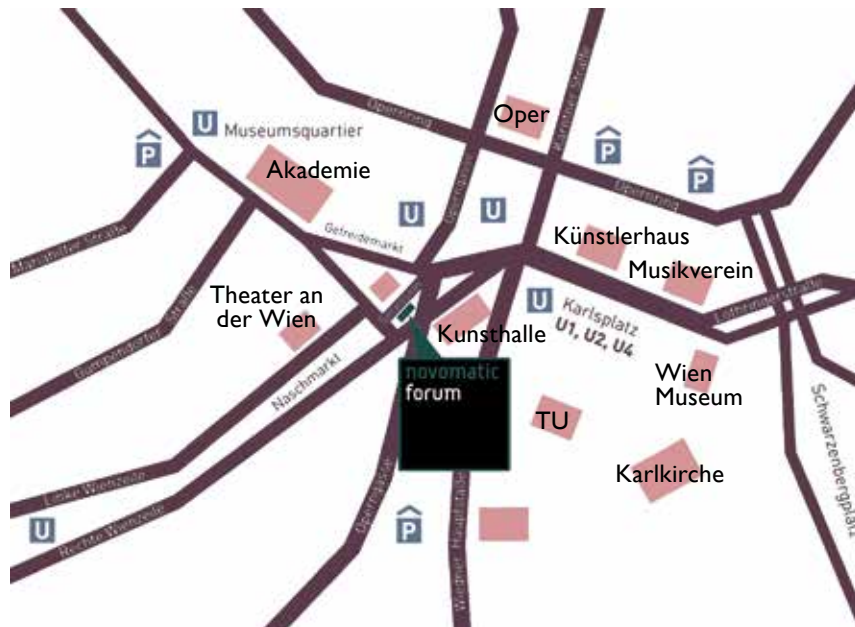 Oper
Kärntner Straße
Opernring
P
U
Museumsquartier
P
P
Akademie
Opernring
Operngasse
U
U
Getreidemarkt
Künstlerhaus
Musikverein
Mariahilfer Straße
Lothringerstraße
Theater an
der Wien
U
Karlsplatz
U1, U2, U4
Gumpendorfer Straße
Kunsthalle
Naschmarkt
novomatic
forum
Wien
Museum
Schwarzenbergplatz
TU
Karlkirche
Linke Wienzeile
U
Rechte Wienzeile
Operngasse
P
Wiedner Hauptstraße